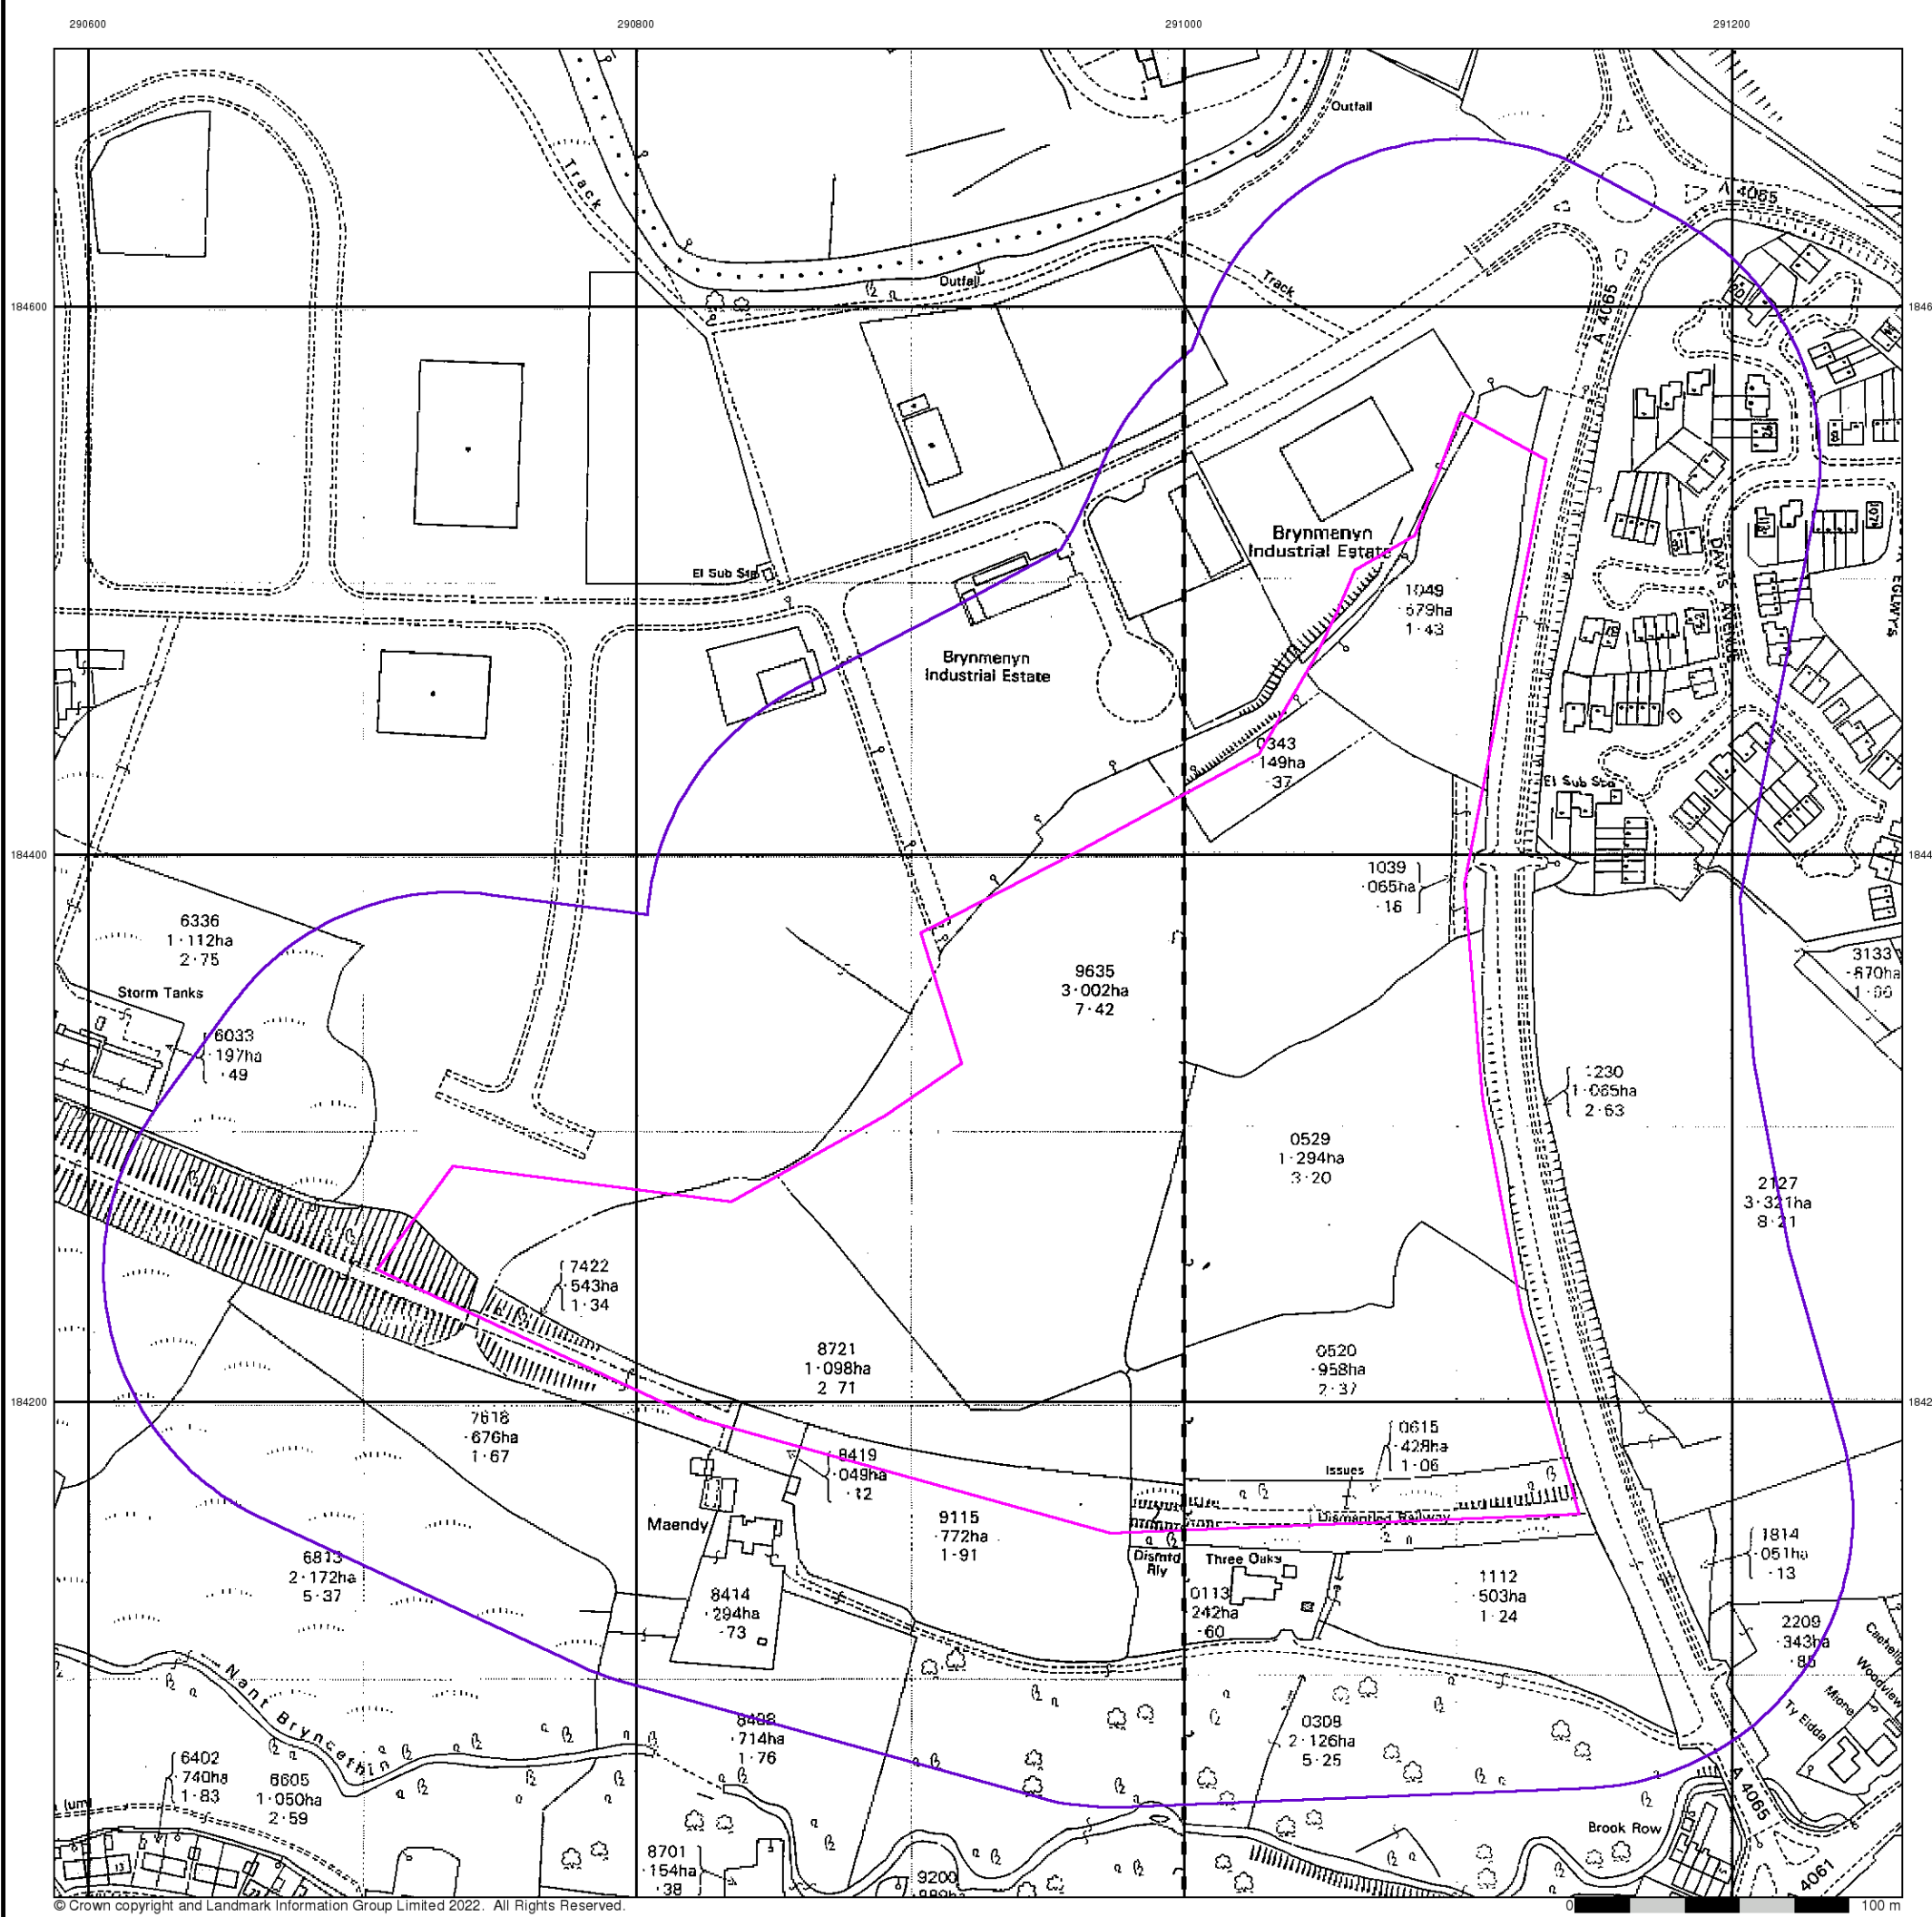 290600
290800
291000
291200
184600
184400
184200
Outfall
Track
A 4065
Outfall
Track
A 4065
El Sub Sta
Brynmenyn
Industrial Estate
Brynmenyn
Industrial Estate
1049
·579ha
1·43
DAVIS
AVENUE
0343
·149ha
·37
El Sub Sta
1039
·065ha
·16
6336
1·112ha
2·75
Storm Tanks
6033
·197ha
·49
9635
3·002ha
7·42
3133
·670ha
1230
1·065ha
2·63
0529
1·294ha
3·20
2127
3·321ha
8·21
7422
·543ha
1·34
8721
1·098ha
2 71
0520
·958ha
2·37
7618
·676ha
1·67
8419
·049ha
·12
0615
·428ha
1·06
Issues
Dismantled Railway
Maendy
9115
·772ha
1·91
Dismtd
Rly
Three Oaks
0113
242ha
·60
1112
·503ha
1·24
1814
·051ha
·13
6813
2·172ha
5·37
8414
·294ha
·73
2209
·343ha
·85
Woodview
Ty Eidda
Nant Bryncethin
8408
·714ha
1·76
0308
2·126ha
5·25
6402
·740ha
1·83
6605
1·050ha
2·59
A 4065
Brook Row
8701
·154ha
·38
9200
4061
© Crown copyright and Landmark Information Group Limited 2022. All Rights Reserved.
0
100 m